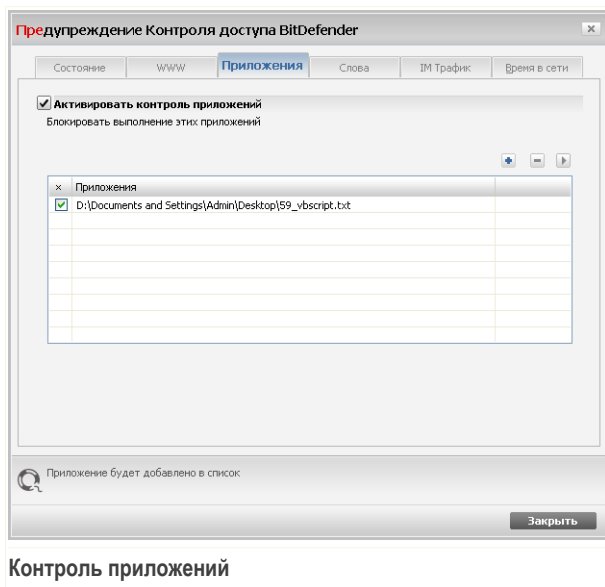 Предупреждение Контроля доступа BitDefender
Состояние WWW Приложения Слова IM Трафик Время в сети
Активировать контроль приложений
Блокировать выполнение этих приложений
× Приложения
D:\Documents and Settings\Admin\Desktop\59_vbscript.txt
Приложение будет добавлено в список
Закрыть
Контроль приложений